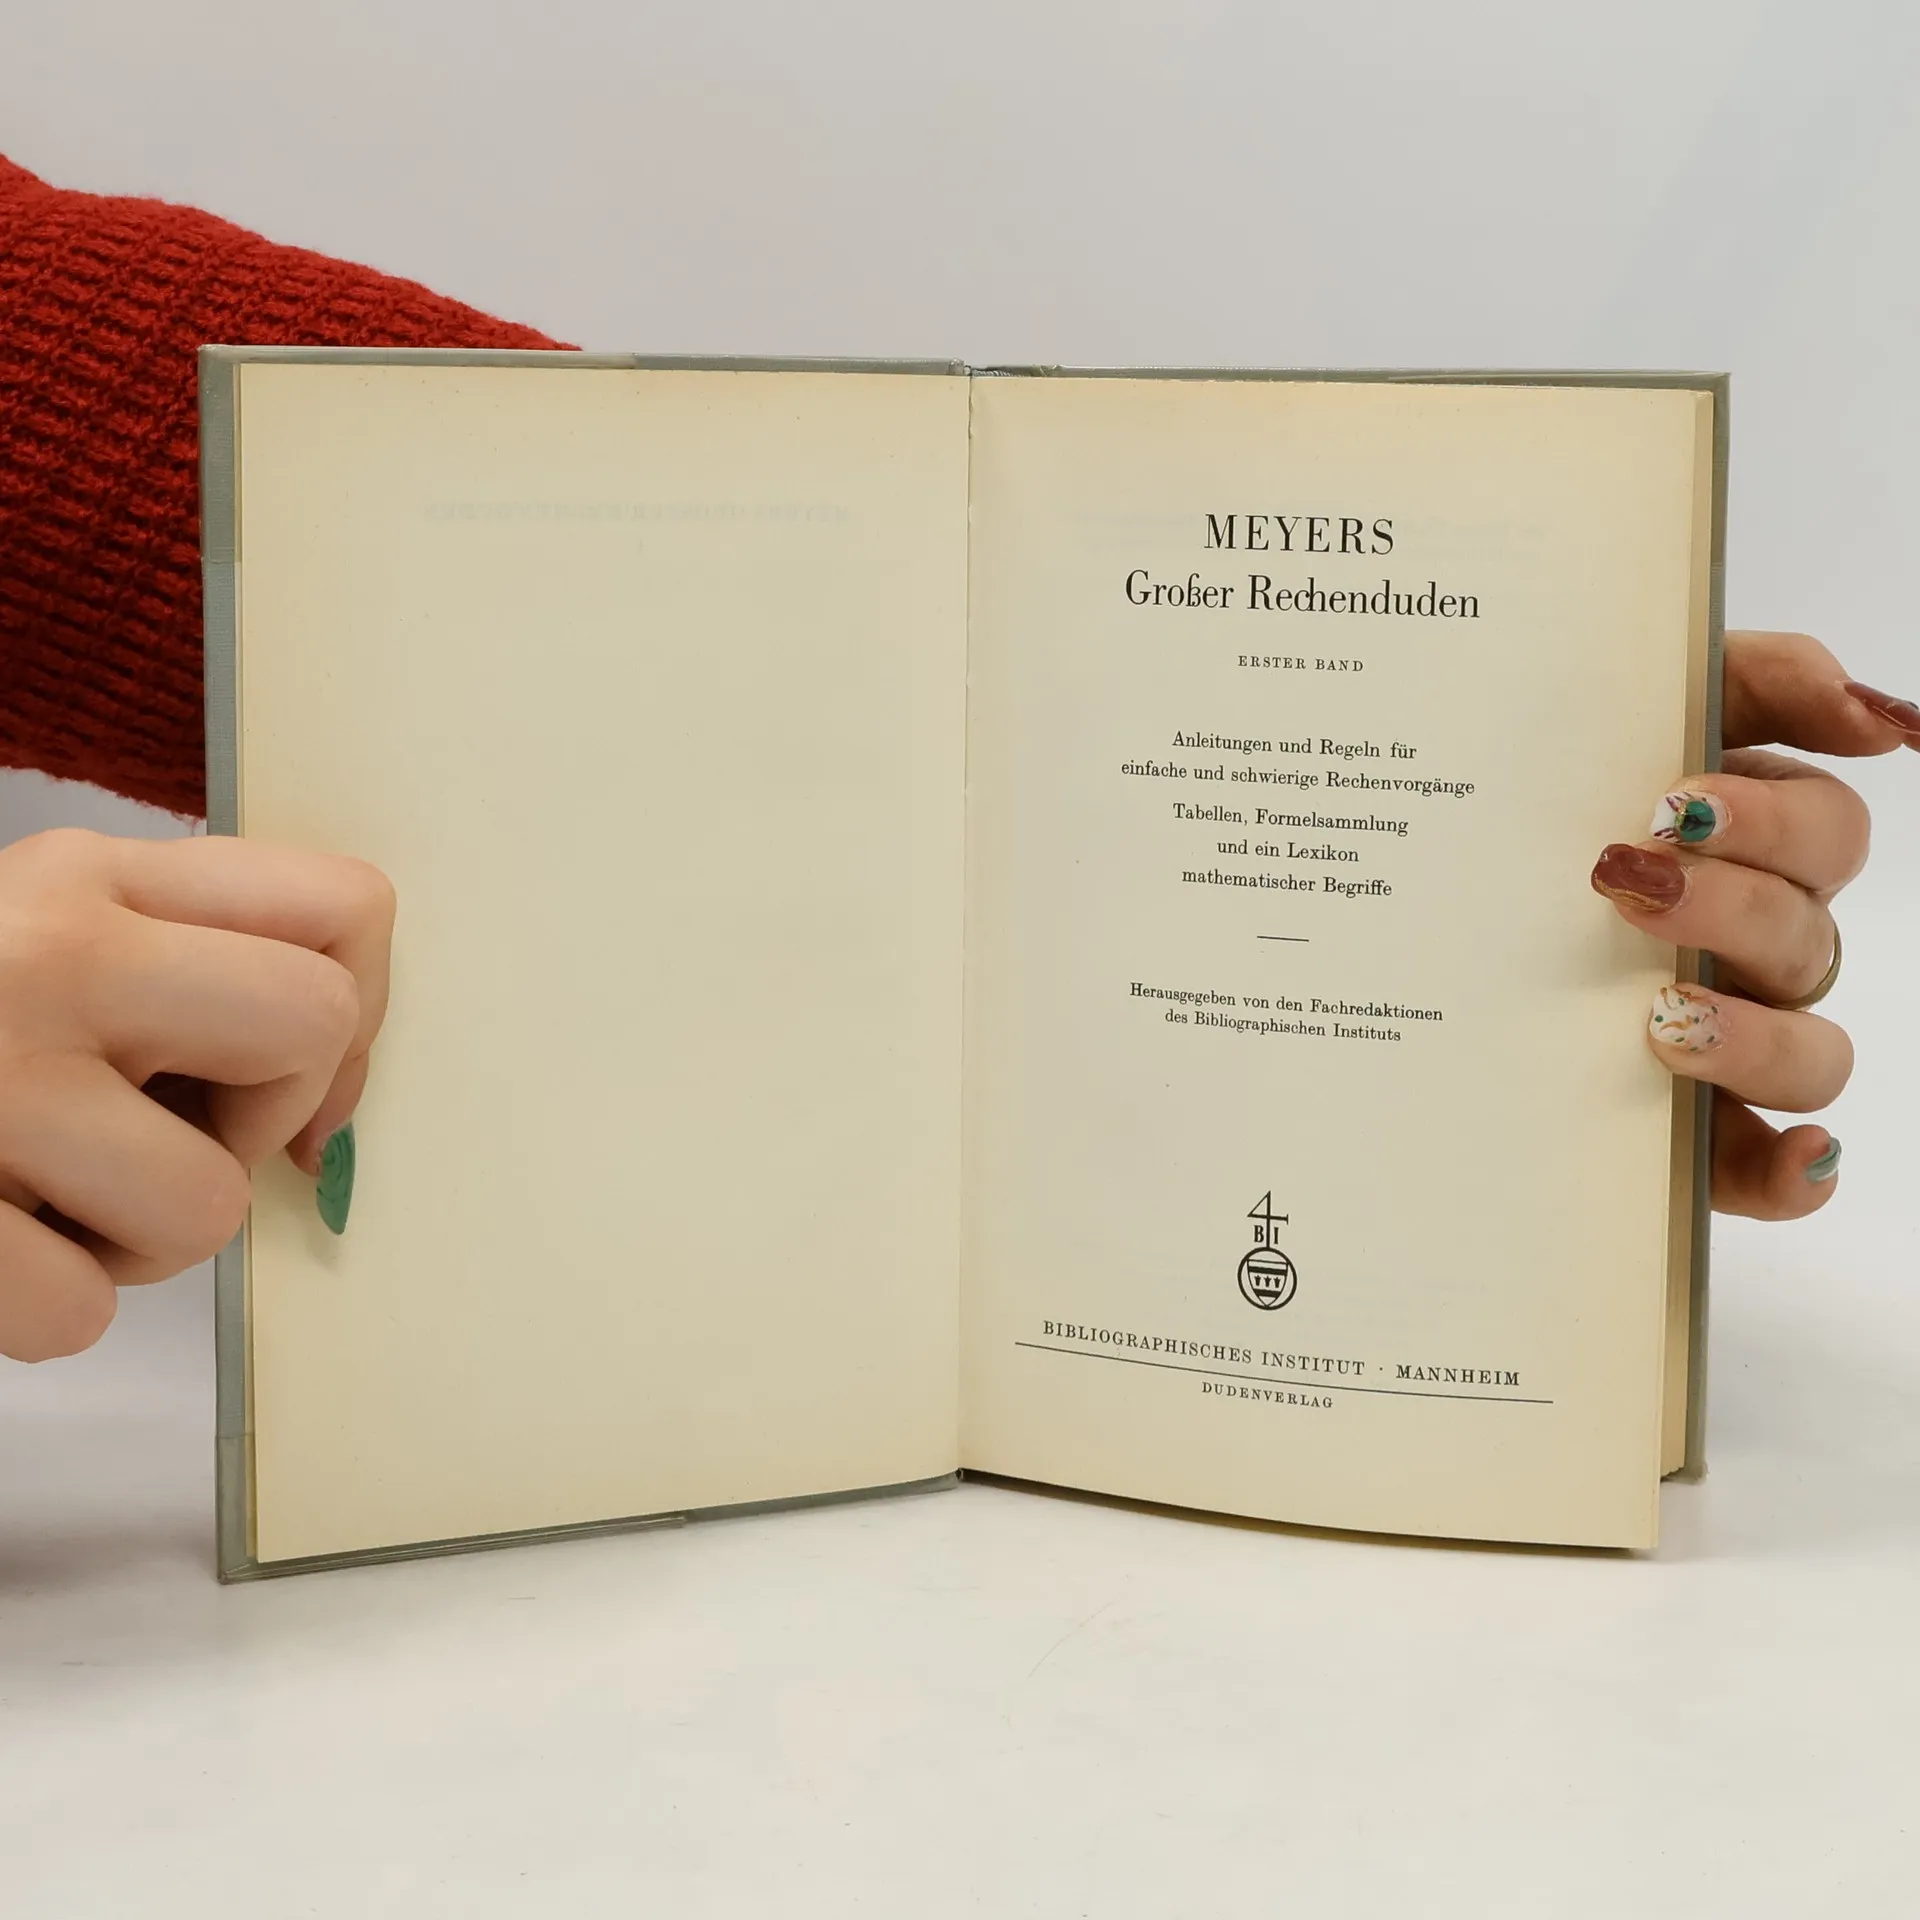 MEYERS
Großer Rechenduden
ERSTER BAND
Anleitungen und Regeln für
einfache und schwierige Rechenvorgänge
Tabellen, Formelsammlung
und ein Lexikon
mathematischer Begriffe
Herausgegeben von den Fachredaktionen
des Bibliographischen Instituts
B I
BIBLIOGRAPHISCHES INSTITUT · MANNHEIM
DUDENVERLAG